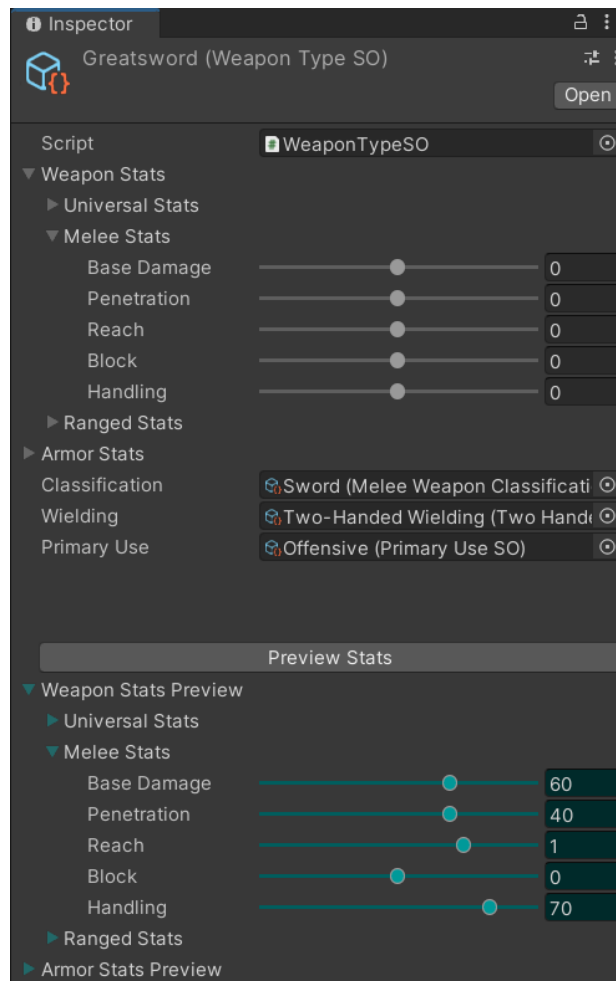 Inspector
Greatsword (Weapon Type SO)
Open
Script WeaponTypeSO
Weapon Stats
Universal Stats
Melee Stats
Base Damage 0
Penetration 0
Reach 0
Block 0
Handling 0
Ranged Stats
Armor Stats
Classification Sword (Melee Weapon Classificati
Wielding Two-Handed Wielding (Two Hande
Primary Use Offensive (Primary Use SO)
Preview Stats
Weapon Stats Preview
Universal Stats
Melee Stats
Base Damage 60
Penetration 40
Reach 1
Block 0
Handling 70
Ranged Stats
Armor Stats Preview